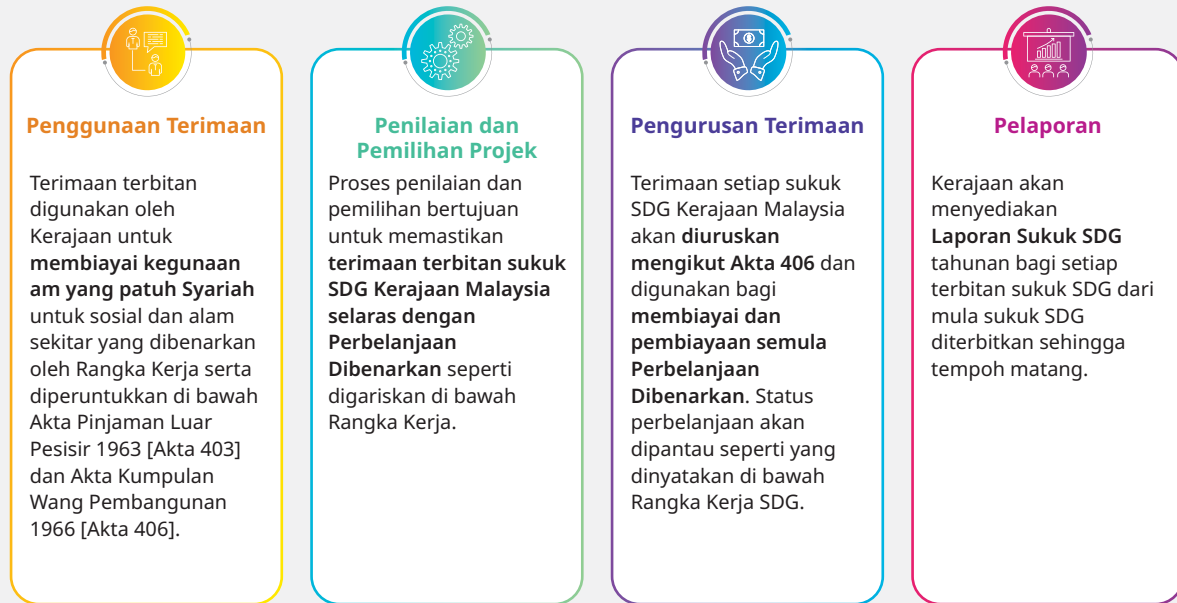 Penggunaan Terimaan
Terimaan terbitan
digunakan oleh
Kerajaan untuk
membiayai kegunaan
am yang patuh Syariah
untuk sosial dan alam
sekitar yang dibenarkan
oleh Rangka Kerja serta
diperuntukkan di bawah
Akta Pinjaman Luar
Pesisir 1963 [Akta 403]
dan Akta Kumpulan
Wang Pembangunan
1966 [Akta 406].
Penilaian dan
Pemilihan Projek
Proses penilaian dan
pemilihan bertujuan
untuk memastikan
terimaan terbitan sukuk
SDG Kerajaan Malaysia
selaras dengan
Perbelanjaan
Dibenarkan seperti
digariskan di bawah
Rangka Kerja.
Pengurusan Terimaan
Terimaan setiap sukuk
SDG Kerajaan Malaysia
akan diuruskan
mengikut Akta 406 dan
digunakan bagi
membiayai dan
pembiayaan semula
Perbelanjaan
Dibenarkan. Status
perbelanjaan akan
dipantau seperti yang
dinyatakan di bawah
Rangka Kerja SDG.
Pelaporan
Kerajaan akan
menyediakan
Laporan Sukuk SDG
tahunan bagi setiap
terbitan sukuk SDG dari
mula sukuk SDG
diterbitkan sehingga
tempoh matang.